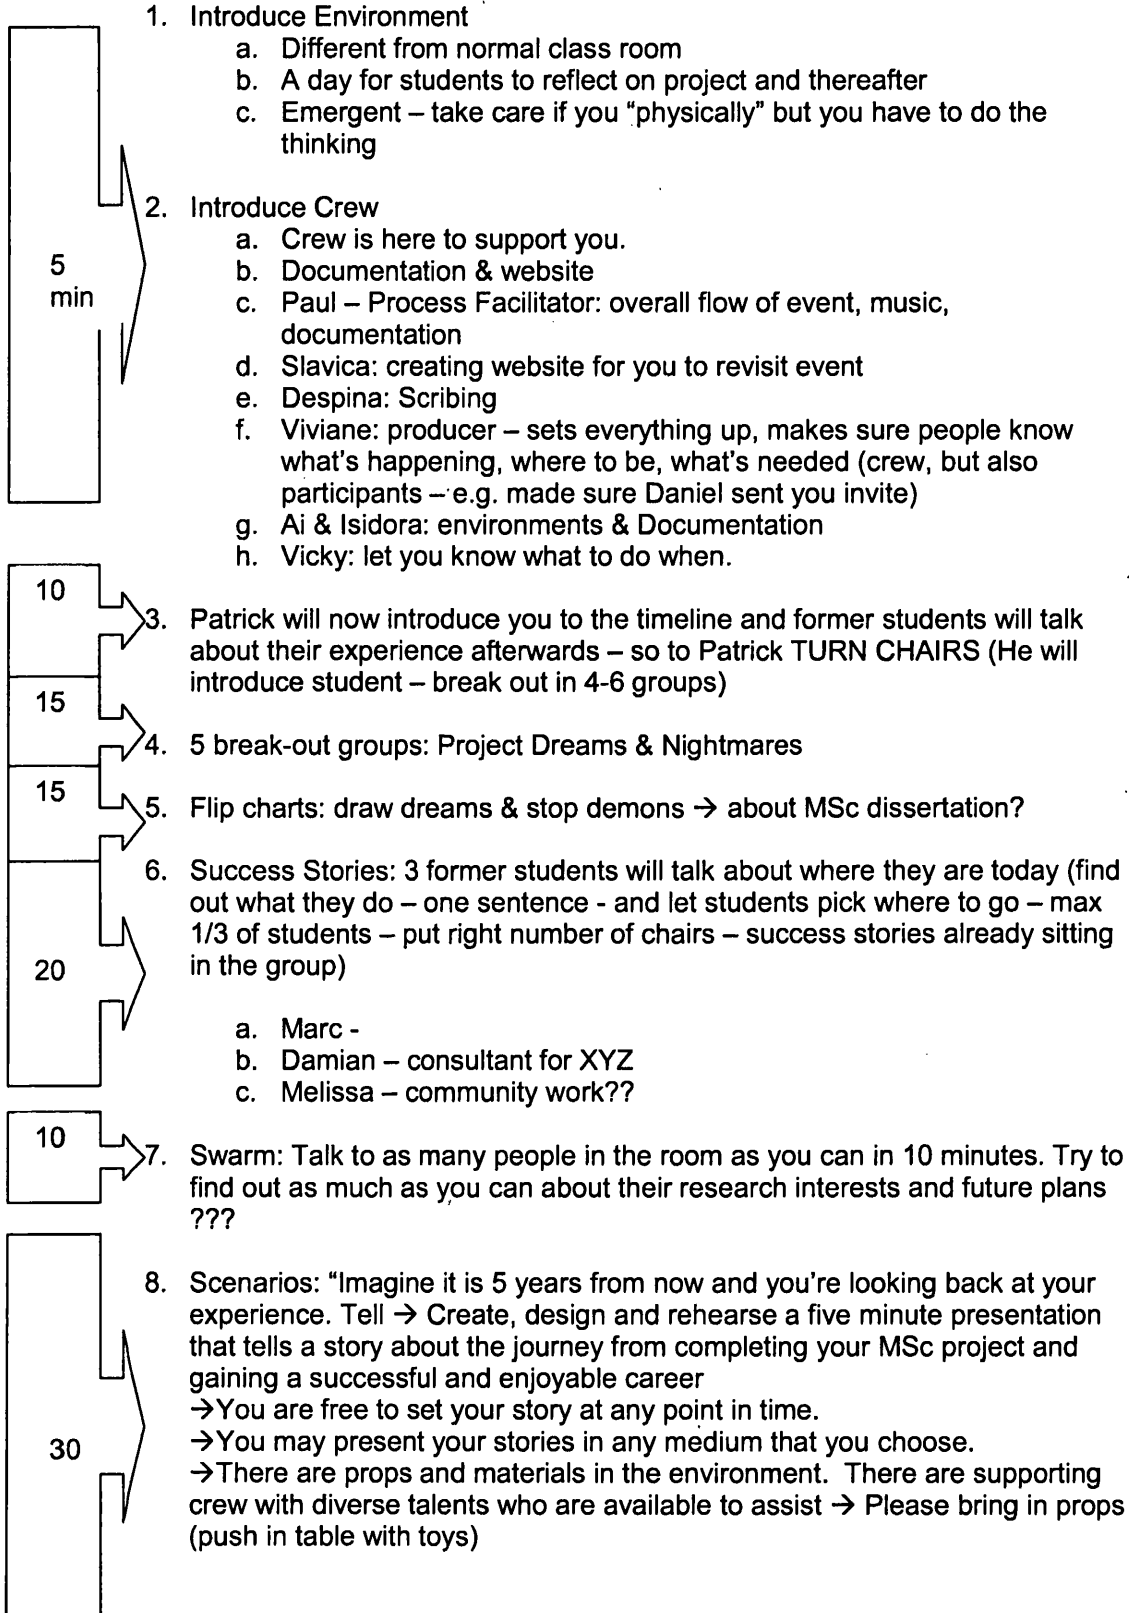 1. Introduce Environment
a. Different from normal class room
b. A day for students to reflect on project and thereafter
c. Emergent – take care if you "physically" but you have to do the
thinking
2. Introduce Crew
a. Crew is here to support you.
5
min
b. Documentation & website
c. Paul – Process Facilitator: overall flow of event, music,
documentation
d. Slavica: creating website for you to revisit event
e. Despina: Scribing
f. Viviane: producer – sets everything up, makes sure people know
what's happening, where to be, what's needed (crew, but also
participants – e.g. made sure Daniel sent you invite)
g. Ai & Isidora: environments & Documentation
h. Vicky: let you know what to do when.
10
3. Patrick will now introduce you to the timeline and former students will talk
about their experience afterwards – so to Patrick TURN CHAIRS (He will
introduce student – break out in 4-6 groups)
15
4. 5 break-out groups: Project Dreams & Nightmares
15
5. Flip charts: draw dreams & stop demons → about MSc dissertation?
6. Success Stories: 3 former students will talk about where they are today (find
out what they do – one sentence - and let students pick where to go – max
1/3 of students – put right number of chairs – success stories already sitting
in the group)
20
a. Marc -
b. Damian – consultant for XYZ
c. Melissa – community work??
10
7. Swarm: Talk to as many people in the room as you can in 10 minutes. Try to
find out as much as you can about their research interests and future plans
???
8. Scenarios: "Imagine it is 5 years from now and you're looking back at your
experience. Tell → Create, design and rehearse a five minute presentation
that tells a story about the journey from completing your MSc project and
gaining a successful and enjoyable career
→You are free to set your story at any point in time.
→You may present your stories in any medium that you choose.
30
→There are props and materials in the environment. There are supporting
crew with diverse talents who are available to assist → Please bring in props
(push in table with toys)